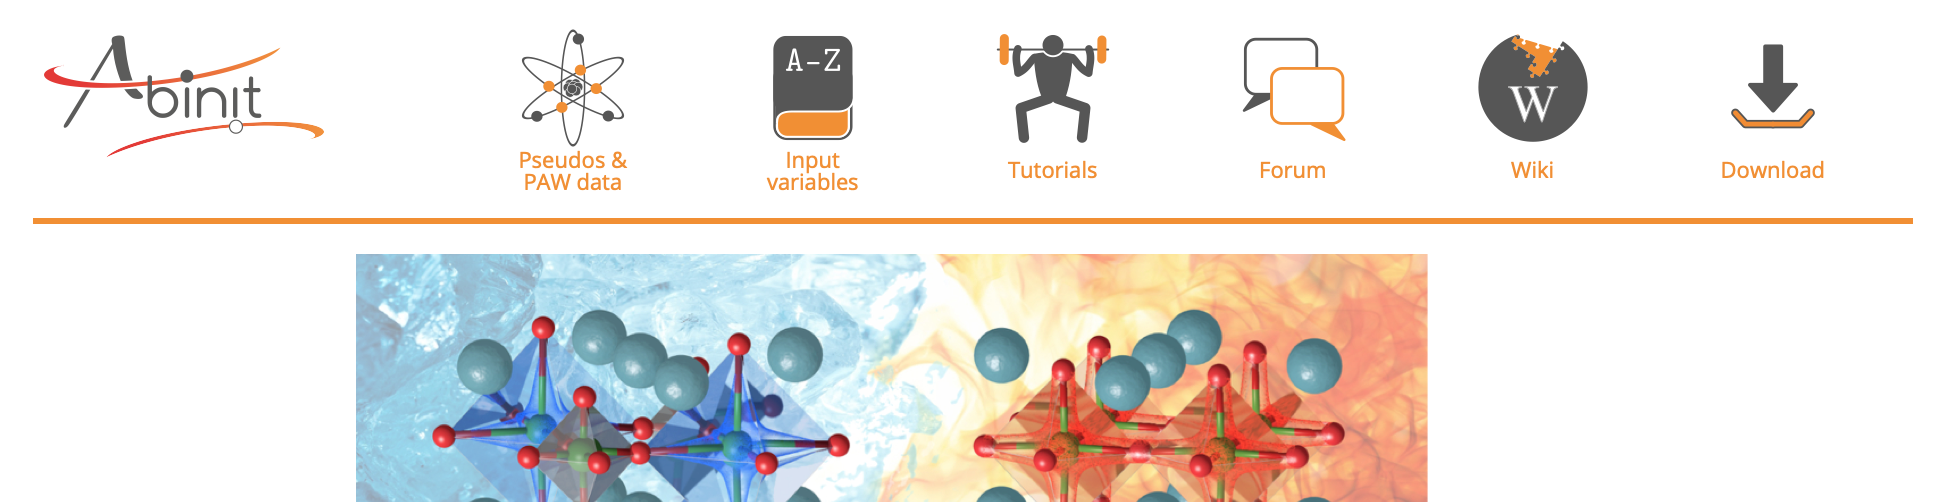 Abinit
Pseudos &
PAW data
A-Z
Input
variables
Tutorials
Forum
W
Wiki
Download